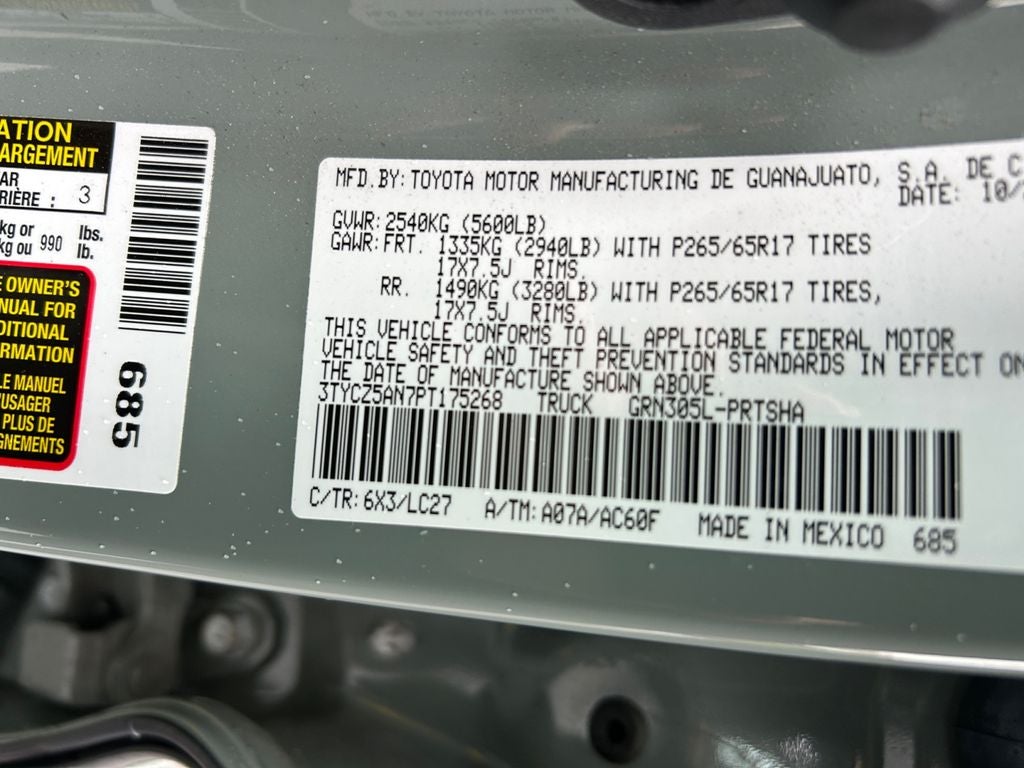 ATION
ARGEMENT
AR
RIÈRE : 3
kg or
kg ou 990
lbs.
lb.
E OWNER'S
NUAL FOR
DITIONAL
RMATION
LE MANUEL
'USAGER
PLUS DE
GNEMENTS
685
MFD.BY:TOYOTA MOTOR MANUFACTURING DE GUANAJUATO, S.A. DE C
DATE: 10/
GVWR:2540KG (5600LB)
GAWR:FRT. 1335KG (2940LB) WITH P265/65R17 TIRES
17X7.5J RIMS.
RR. 1490KG (3280LB) WITH P265/65R17 TIRES,
17X7.5J RIMS.
THIS VEHICLE CONFORMS TO ALL APPLICABLE FEDERAL MOTOR
VEHICLE SAFETY AND THEFT PREVENTION STANDARDS IN EFFECT ON
THE DATE OF MANUFACTURE SHOWN ABOVE.
3TYCZ5AN7PT175268 TRUCK GRN305L-PRTSHA
C/TR:6X3/LC27 A/TM:A07A/AC60F MADE IN MEXICO 685